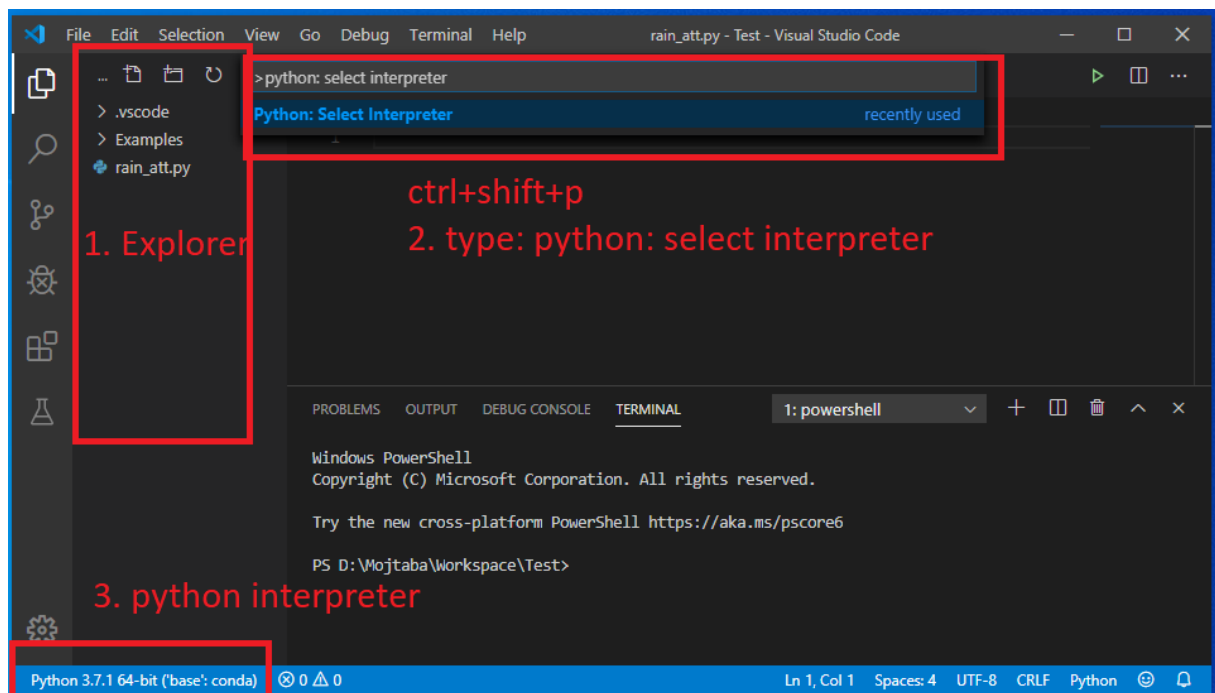 File Edit Selection View Go Debug Terminal Help rain_att.py - Test - Visual Studio Code
...
>python: select interpreter
Python: Select Interpreter recently used
> .vscode
> Examples
rain_att.py
1
ctrl+shift+p
2. type: python: select interpreter
1. Explorer
PROBLEMS OUTPUT DEBUG CONSOLE TERMINAL 1: powershell
Windows PowerShell
Copyright (C) Microsoft Corporation. All rights reserved.
Try the new cross-platform PowerShell https://aka.ms/pscore6
PS D:\Mojtaba\Workspace\Test>
3. python interpreter
Python 3.7.1 64-bit ('base': conda) 0 0 Ln 1, Col 1 Spaces: 4 UTF-8 CRLF Python